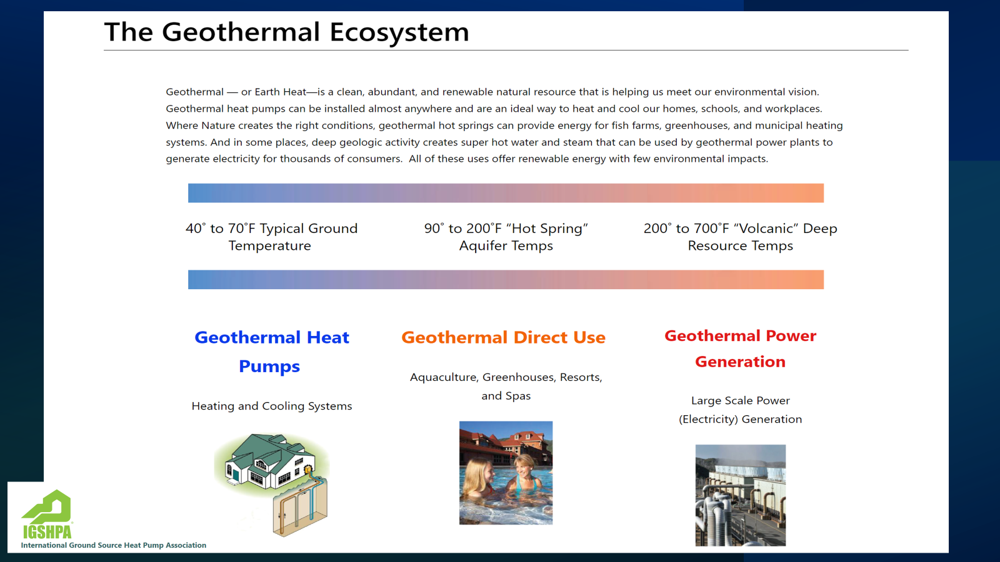 The Geothermal Ecosystem
Geothermal — or Earth Heat—is a clean, abundant, and renewable natural resource that is helping us meet our environmental vision.
Geothermal heat pumps can be installed almost anywhere and are an ideal way to heat and cool our homes, schools, and workplaces.
Where Nature creates the right conditions, geothermal hot springs can provide energy for fish farms, greenhouses, and municipal heating
systems. And in some places, deep geologic activity creates super hot water and steam that can be used by geothermal power plants to
generate electricity for thousands of consumers.  All of these uses offer renewable energy with few environmental impacts.
40˚ to 70˚F Typical Ground
Temperature
90˚ to 200˚F “Hot Spring”
Aquifer Temps
200˚ to 700˚F “Volcanic” Deep
Resource Temps
Geothermal Heat
Pumps
Heating and Cooling Systems
Geothermal Direct Use
Aquaculture, Greenhouses, Resorts,
and Spas
Geothermal Power
Generation
Large Scale Power
(Electricity) Generation
IGSHPA®
International Ground Source Heat Pump Association